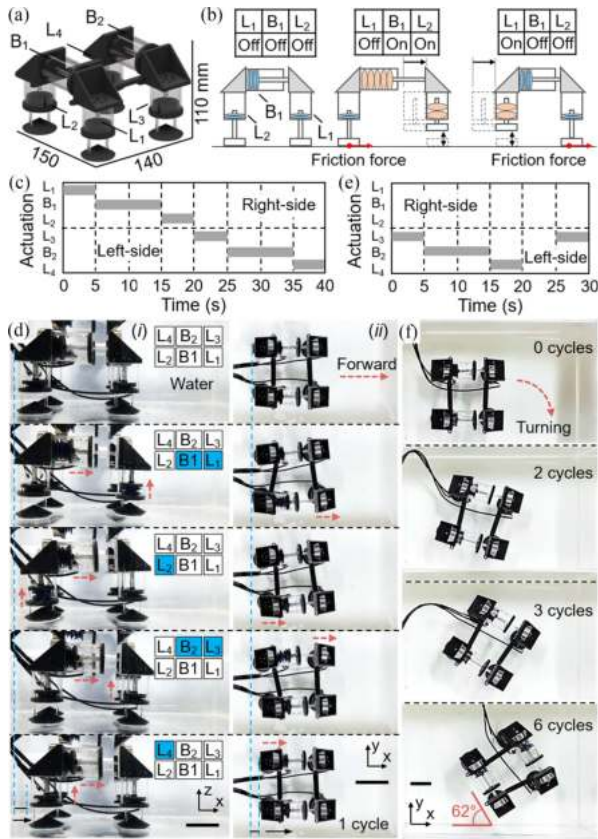 (a)
B₂
L₄
B₁
L₂
L₃
L₁
150
140
110 mm
(b)
L₁ B₁ L₂
Off Off Off
L₁ B₁ L₂
Off On On
L₁ B₁ L₂
On Off Off
B₁
L₂
L₁
Friction force
Friction force
(c)
Actuation
L₁
B₁
L₂
L₃
B₂
L₄
Right-side
Left-side
0 5 10 15 20 25 30 35 40
Time (s)
(e)
Actuation
L₁
B₁
L₂
L₃
B₂
L₄
Right-side
Left-side
0 5 10 15 20 25 30
Time (s)
(d)
(i)
L₄ B₂ L₃
L₂ B1 L₁
Water
L₄ B₂ L₃
L₂ B1 L₁
L₄ B₂ L₃
L₂ B1 L₁
L₄ B₂ L₃
L₂ B1 L₁
L₄ B₂ L₃
L₂ B1 L₁
z
x
(ii)
Forward
y
x
1 cycle
(f)
0 cycles
Turning
2 cycles
3 cycles
6 cycles
62°
y
x